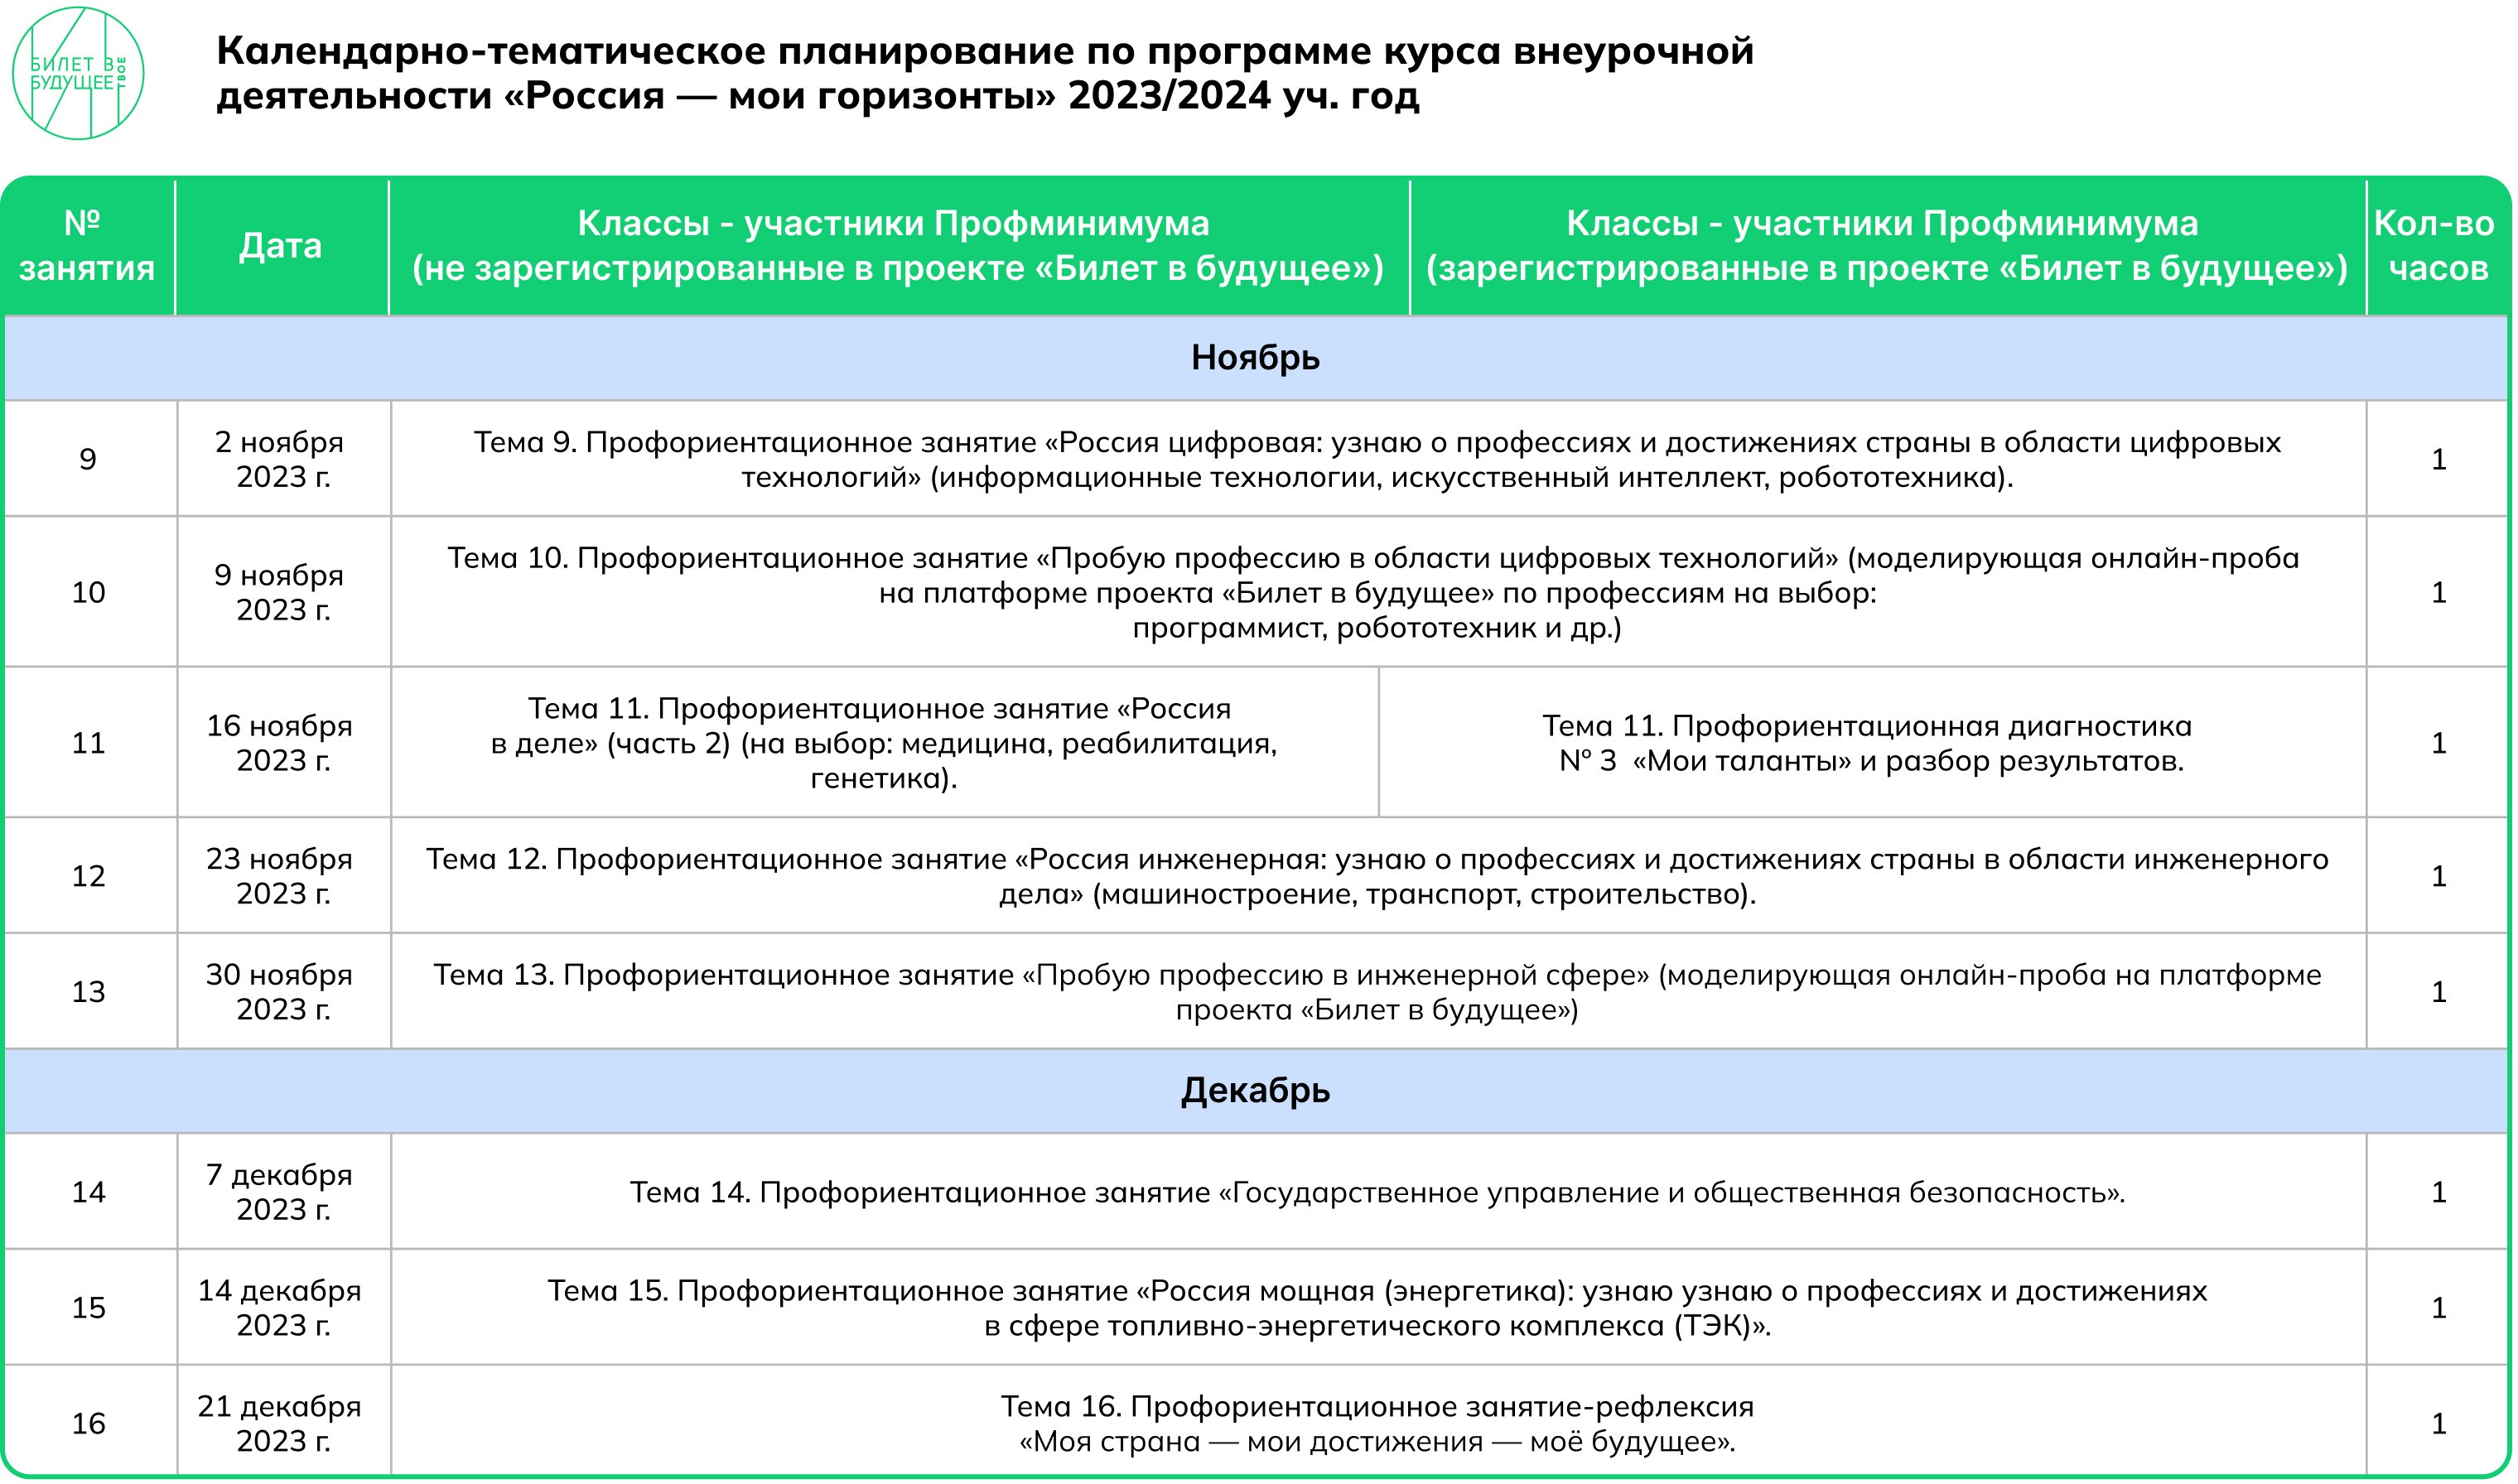 БИЛЕТ В
БУДУЩЕЕ
ТВОЕ
Календарно-тематическое планирование по программе курса внеурочной
деятельности «Россия — мои горизонты» 2023/2024 уч. год
№
занятия
Дата
Классы - участники Профминимума
(не зарегистрированные в проекте «Билет в будущее»)
Классы - участники Профминимума
(зарегистрированные в проекте «Билет в будущее»)
Кол-во
часов
Ноябрь
9
2 ноября
2023 г.
Тема 9. Профориентационное занятие «Россия цифровая: узнаю о профессиях и достижениях страны в области цифровых
технологий» (информационные технологии, искусственный интеллект, робототехника).
1
10
9 ноября
2023 г.
Тема 10. Профориентационное занятие «Пробую профессию в области цифровых технологий» (моделирующая онлайн-проба
на платформе проекта «Билет в будущее» по профессиям на выбор:
программист, робототехник и др.)
1
11
16 ноября
2023 г.
Тема 11. Профориентационное занятие «Россия
в деле» (часть 2) (на выбор: медицина, реабилитация,
генетика).
Тема 11. Профориентационная диагностика
№ 3 «Мои таланты» и разбор результатов.
1
12
23 ноября
2023 г.
Тема 12. Профориентационное занятие «Россия инженерная: узнаю о профессиях и достижениях страны в области инженерного
дела» (машиностроение, транспорт, строительство).
1
13
30 ноября
2023 г.
Тема 13. Профориентационное занятие «Пробую профессию в инженерной сфере» (моделирующая онлайн-проба на платформе
проекта «Билет в будущее»)
1
Декабрь
14
7 декабря
2023 г.
Тема 14. Профориентационное занятие «Государственное управление и общественная безопасность».
1
15
14 декабря
2023 г.
Тема 15. Профориентационное занятие «Россия мощная (энергетика): узнаю узнаю о профессиях и достижениях
в сфере топливно-энергетического комплекса (ТЭК)».
1
16
21 декабря
2023 г.
Тема 16. Профориентационное занятие-рефлексия
«Моя страна — мои достижения — моё будущее».
1